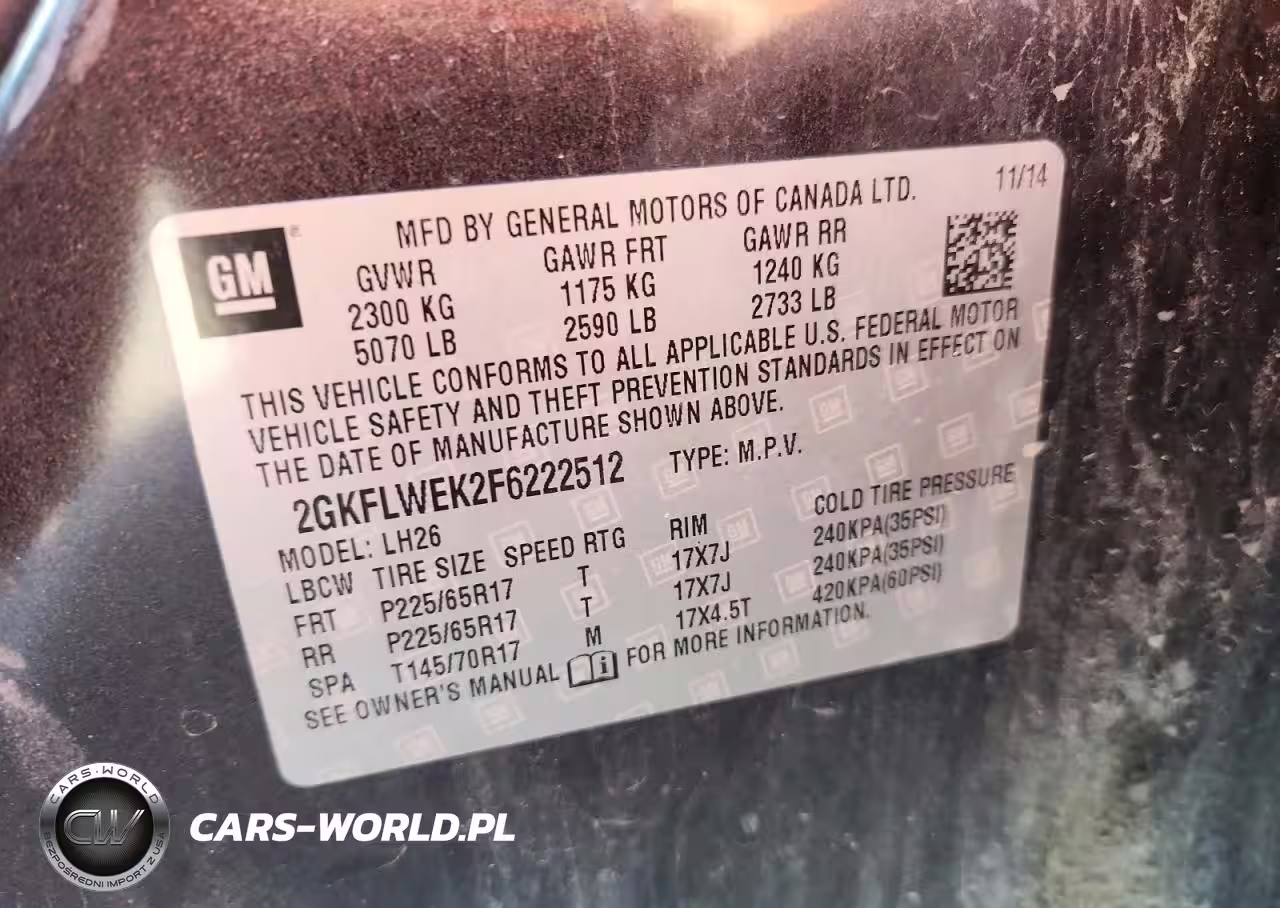 11/14
MFD BY GENERAL MOTORS OF CANADA LTD.
GM ®
GVWR GAWR FRT GAWR RR
2300 KG 1175 KG 1240 KG
5070 LB 2590 LB 2733 LB
THIS VEHICLE CONFORMS TO ALL APPLICABLE U.S. FEDERAL MOTOR
VEHICLE SAFETY AND THEFT PREVENTION STANDARDS IN EFFECT ON
THE DATE OF MANUFACTURE SHOWN ABOVE.
2GKFLWEK2F6222512 TYPE: M.P.V.
MODEL: LH26
LBCW TIRE SIZE SPEED RTG RIM COLD TIRE PRESSURE
FRT P225/65R17 T 17X7J 240KPA(35PSI)
RR P225/65R17 T 17X7J 240KPA(35PSI)
SPA T145/70R17 M 17X4.5T 420KPA(60PSI)
SEE OWNER'S MANUAL i FOR MORE INFORMATION.
CARS-WORLD
CW
BEZPOŚREDNI IMPORT Z USA
CARS-WORLD.PL